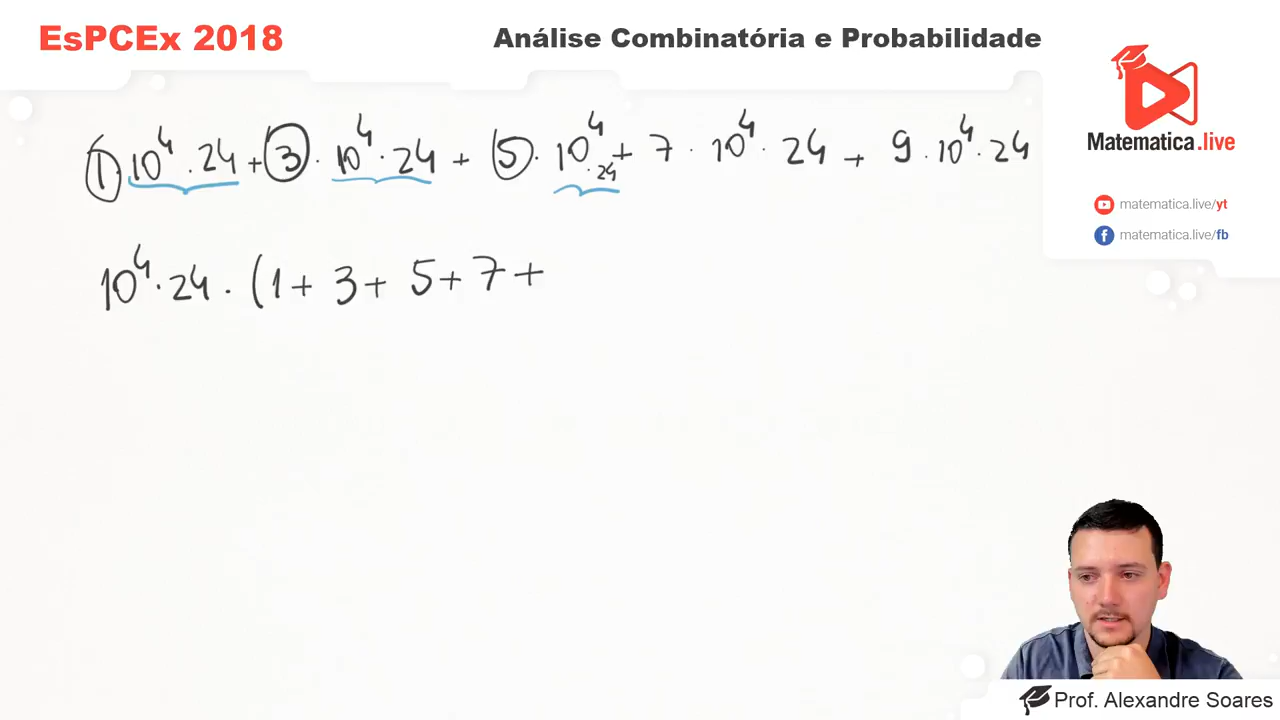 EsPCEx 2018
Análise Combinatória e Probabilidade
1 10⁴ · 24 + 3 · 10⁴ · 24 + 5 · 10⁴ · 24 + 7 · 10⁴ · 24 + 9 · 10⁴ · 24
Matematica.live
matematica.live/yt
matematica.live/fb
10⁴ · 24 · (1 + 3 + 5 + 7 +
Prof. Alexandre Soares